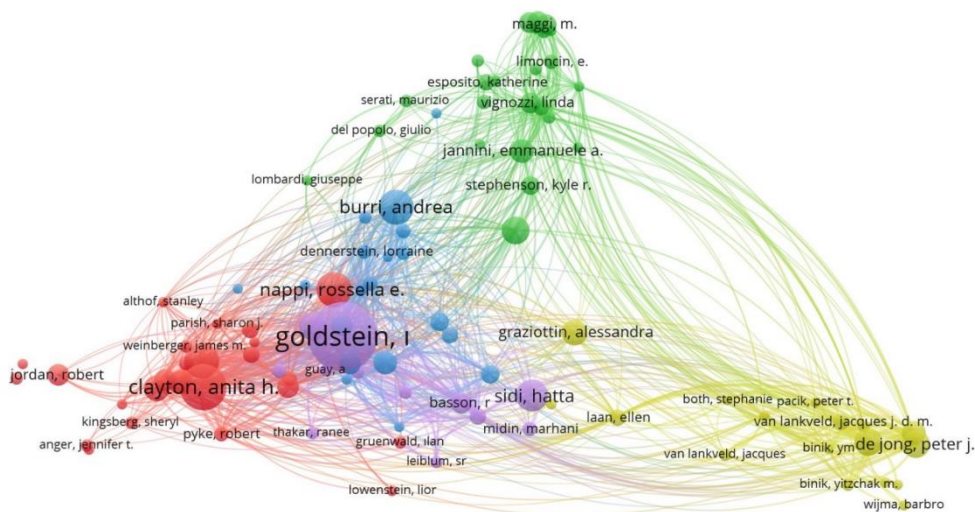 maggi, m.
limoncin, e.
esposito, katherine
serati, maurizio
vignozzi, linda
del popolo, giulio
jannini, emmanuele a.
lombardi, giuseppe
stephenson, kyle r.
burri, andrea
dennerstein, lorraine
nappi, rossella e.
althof, stanley
parish, sharon j.
goldstein, i
graziottin, alessandra
weinberger, james m.
guay, a
jordan, robert
clayton, anita h.
basson, r
sidi, hatta
both, stephanie
pacik, peter t.
kingsberg, sheryl
laan, ellen
van lankveld, jacques j. d. m.
pyke, robert
thakar, ranee
midin, marhani
anger, jennifer t.
gruenwald, ilan
binik, ym
de jong, peter j.
van lankveld, jacques
leiblum, sr
lowenstein, lior
binik, yitzchak m.
wijma, barbro